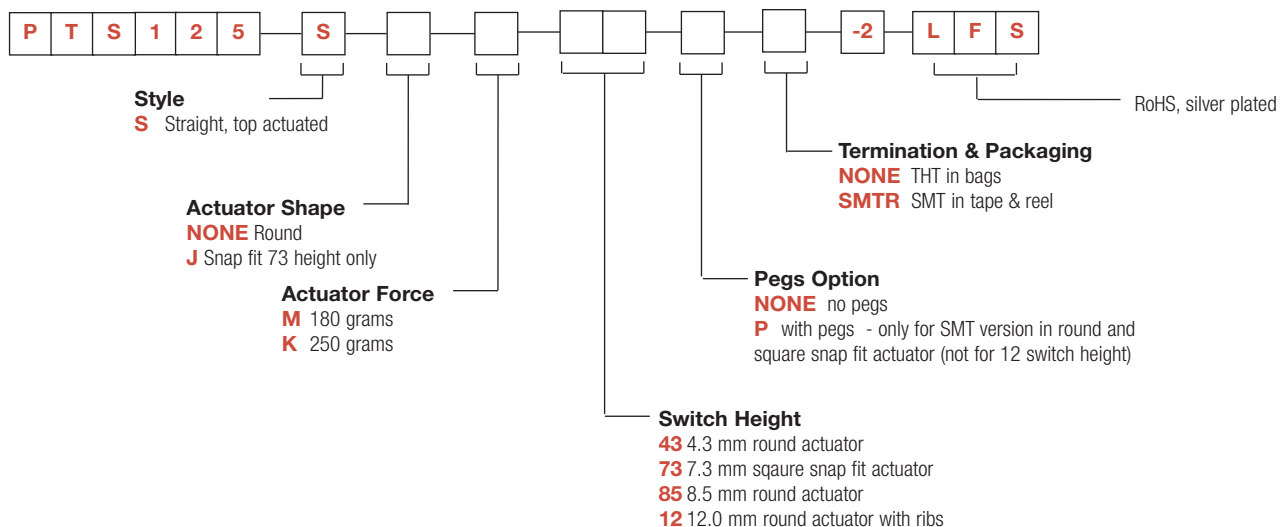 P T S 1 2 5 S -2 L F S
Style
S Straight, top actuated
RoHS, silver plated
Termination & Packaging
NONE THT in bags
SMTR SMT in tape & reel
Actuator Shape
NONE Round
J Snap fit 73 height only
Pegs Option
NONE no pegs
P with pegs - only for SMT version in round and
square snap fit actuator (not for 12 switch height)
Actuator Force
M 180 grams
K 250 grams
Switch Height
43 4.3 mm round actuator
73 7.3 mm sqaure snap fit actuator
85 8.5 mm round actuator
12 12.0 mm round actuator with ribs